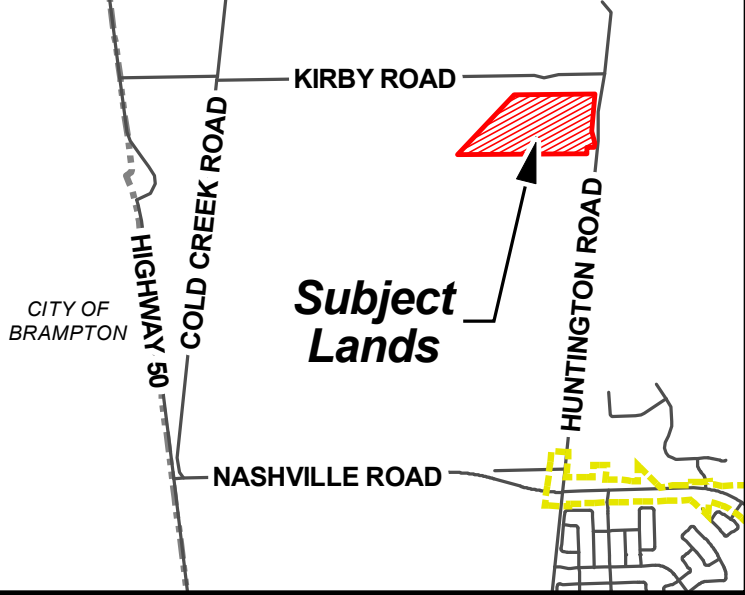 KIRBY ROAD
COLD CREEK ROAD
HIGHWAY 50
HUNTINGTON ROAD
CITY OF
BRAMPTON
Subject
Lands
NASHVILLE ROAD